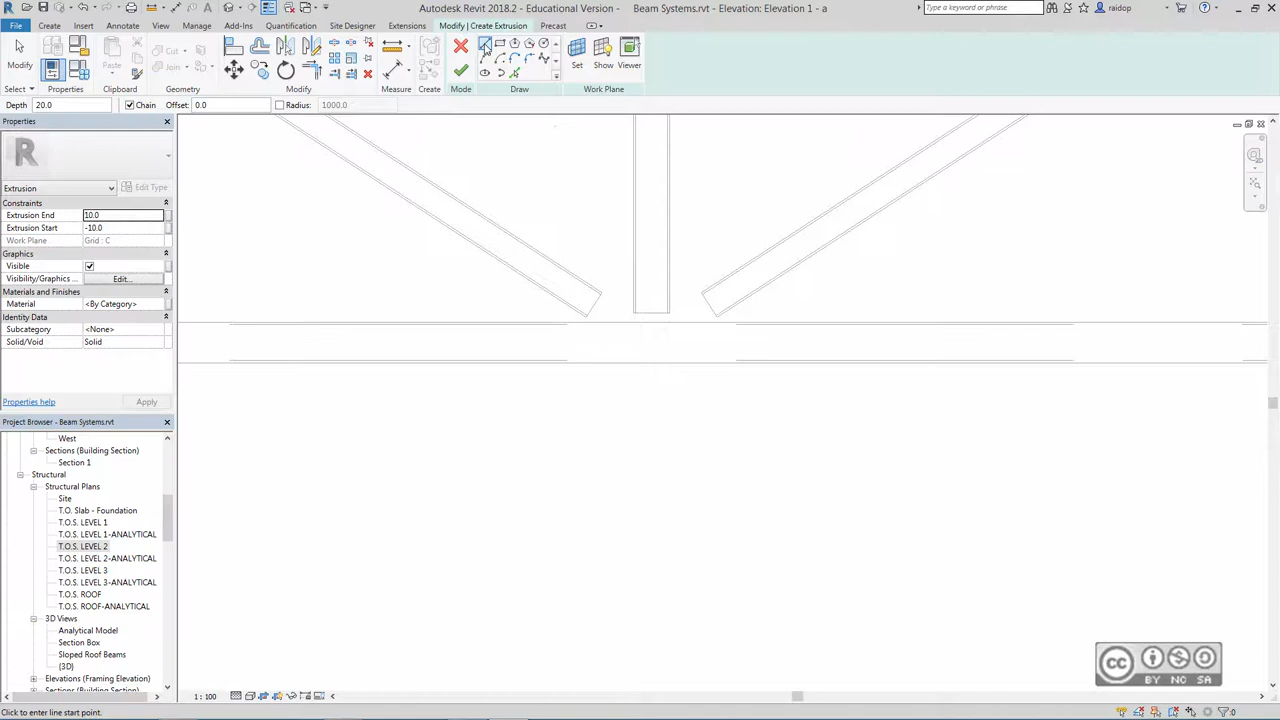 Autodesk Revit 2018.2 - Educational Version - Beam Systems.rvt - Elevation: Elevation 1 - a
Type a keyword or phrase
raidop
File Create Insert Annotate View Manage Add-Ins Quantification Site Designer Extensions Modify | Create Extrusion Precast
Modify Paste Cut Join Create Set Show Viewer
Select Properties Clipboard Modify Measure Create Mode Draw Work Plane
Depth 20.0 Chain Offset: 0.0 Radius: 1000.0
Properties
R
Extrusion Edit Type
Constraints
Extrusion End 10.0
Extrusion Start -10.0
Work Plane Grid : C
Graphics
Visible
Visibility/Graphics ... Edit...
Materials and Finishes
Material <By Category>
Identity Data
Subcategory <None>
Solid/Void Solid
Properties help Apply
Project Browser - Beam Systems.rvt
West
Sections (Building Section)
Section 1
Structural
Structural Plans
Site
T.O. Slab - Foundation
T.O.S. LEVEL 1
T.O.S. LEVEL 1-ANALYTICAL
T.O.S. LEVEL 2
T.O.S. LEVEL 2-ANALYTICAL
T.O.S. LEVEL 3
T.O.S. LEVEL 3-ANALYTICAL
T.O.S. ROOF
T.O.S. ROOF-ANALYTICAL
3D Views
Analytical Model
Section Box
Sloped Roof Beams
(3D)
Elevations (Framing Elevation)
Sections (Building Section)
cc BY NC SA
1 : 100
Click to enter line start point. :0